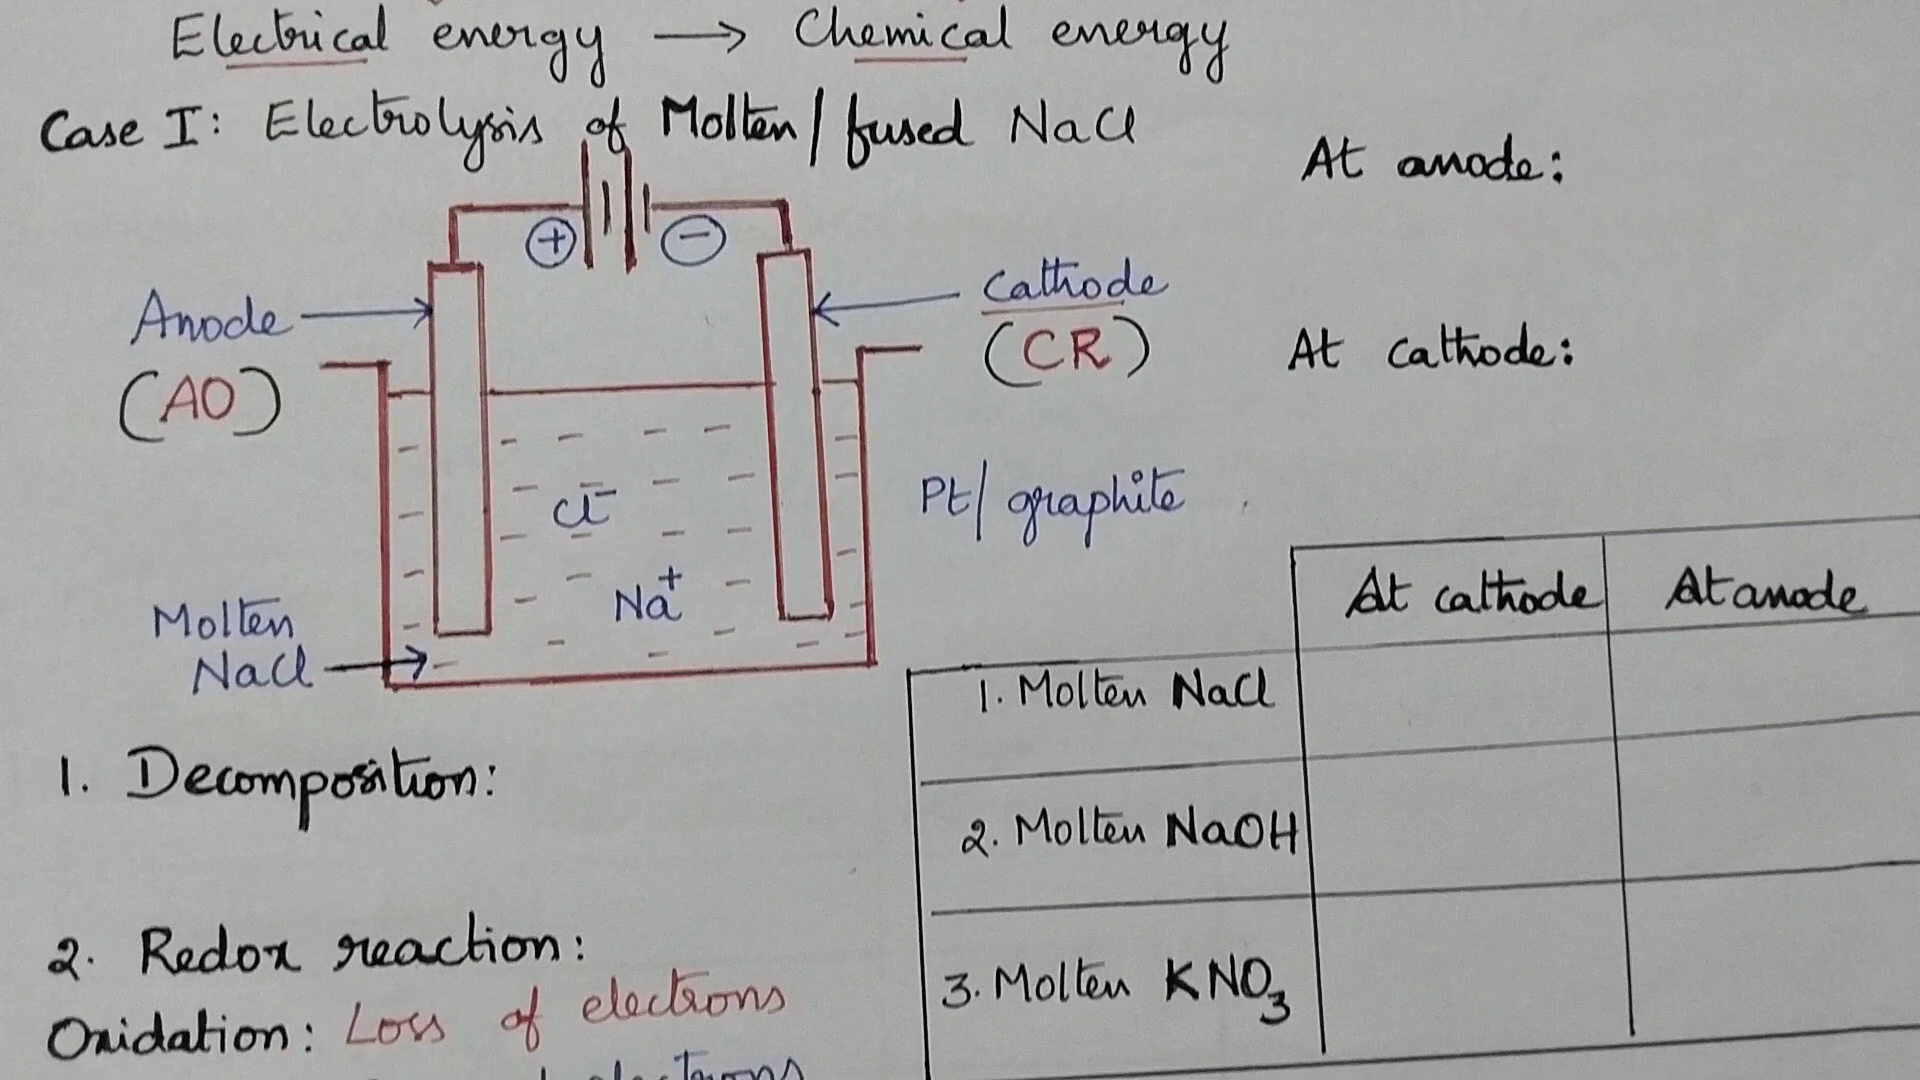 Electrical energy → Chemical energy
Case I: Electrolysis of Molten/fused NaCl
At anode:
+ −
Anode
(AO)
Cathode
(CR)
At cathode:
Cl⁻
Na⁺
Pt/graphite
Molten
NaCl
At cathode At anode
1. Molten NaCl
2. Molten NaOH
3. Molten KNO₃
1. Decomposition:
2. Redox reaction:
Oxidation: Loss of electrons
electrons